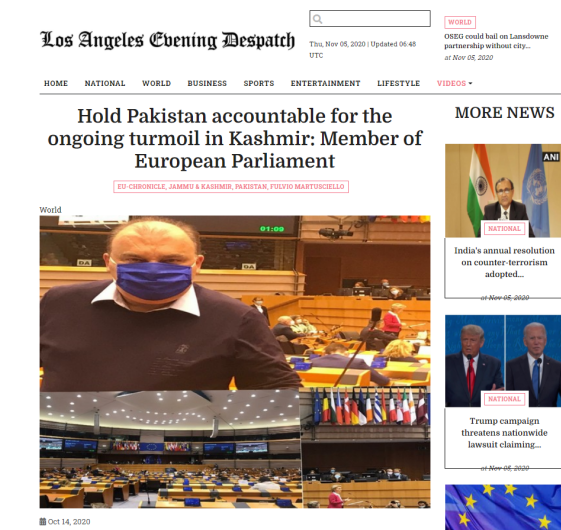 Los Angeles Evening Despatch
Thu, Nov 05, 2020 | Updated 06:48
UTC
WORLD
OSEG could bail on Lansdowne
partnership without city...
at Nov 05, 2020
HOME NATIONAL WORLD BUSINESS SPORTS ENTERTAINMENT LIFESTYLE VIDEOS
Hold Pakistan accountable for the
ongoing turmoil in Kashmir: Member of
European Parliament
EU-CHRONICLE, JAMMU & KASHMIR, PAKISTAN, FULVIO MARTUSCIELLO
World
01:09
DA
DA
Oct 14, 2020
MORE NEWS
ANI
NATIONAL
India's annual resolution
on counter-terrorism
adopted...
at Nov 05, 2020
NATIONAL
Trump campaign
threatens nationwide
lawsuit claiming...
at Nov 05, 2020